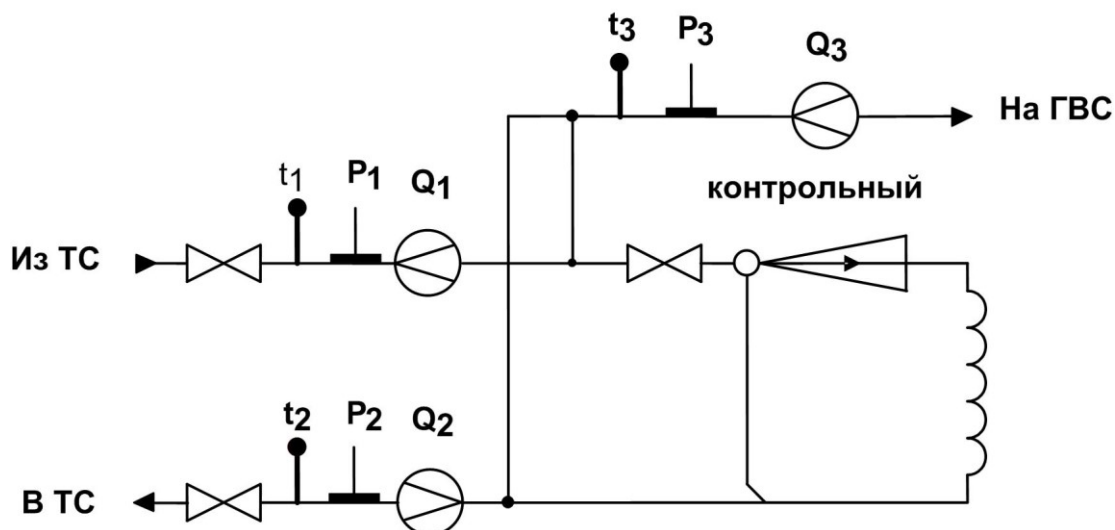 t3 P3 Q3
На ГВС
контрольный
t1 P1 Q1
Из ТС
t2 P2 Q2
В ТС